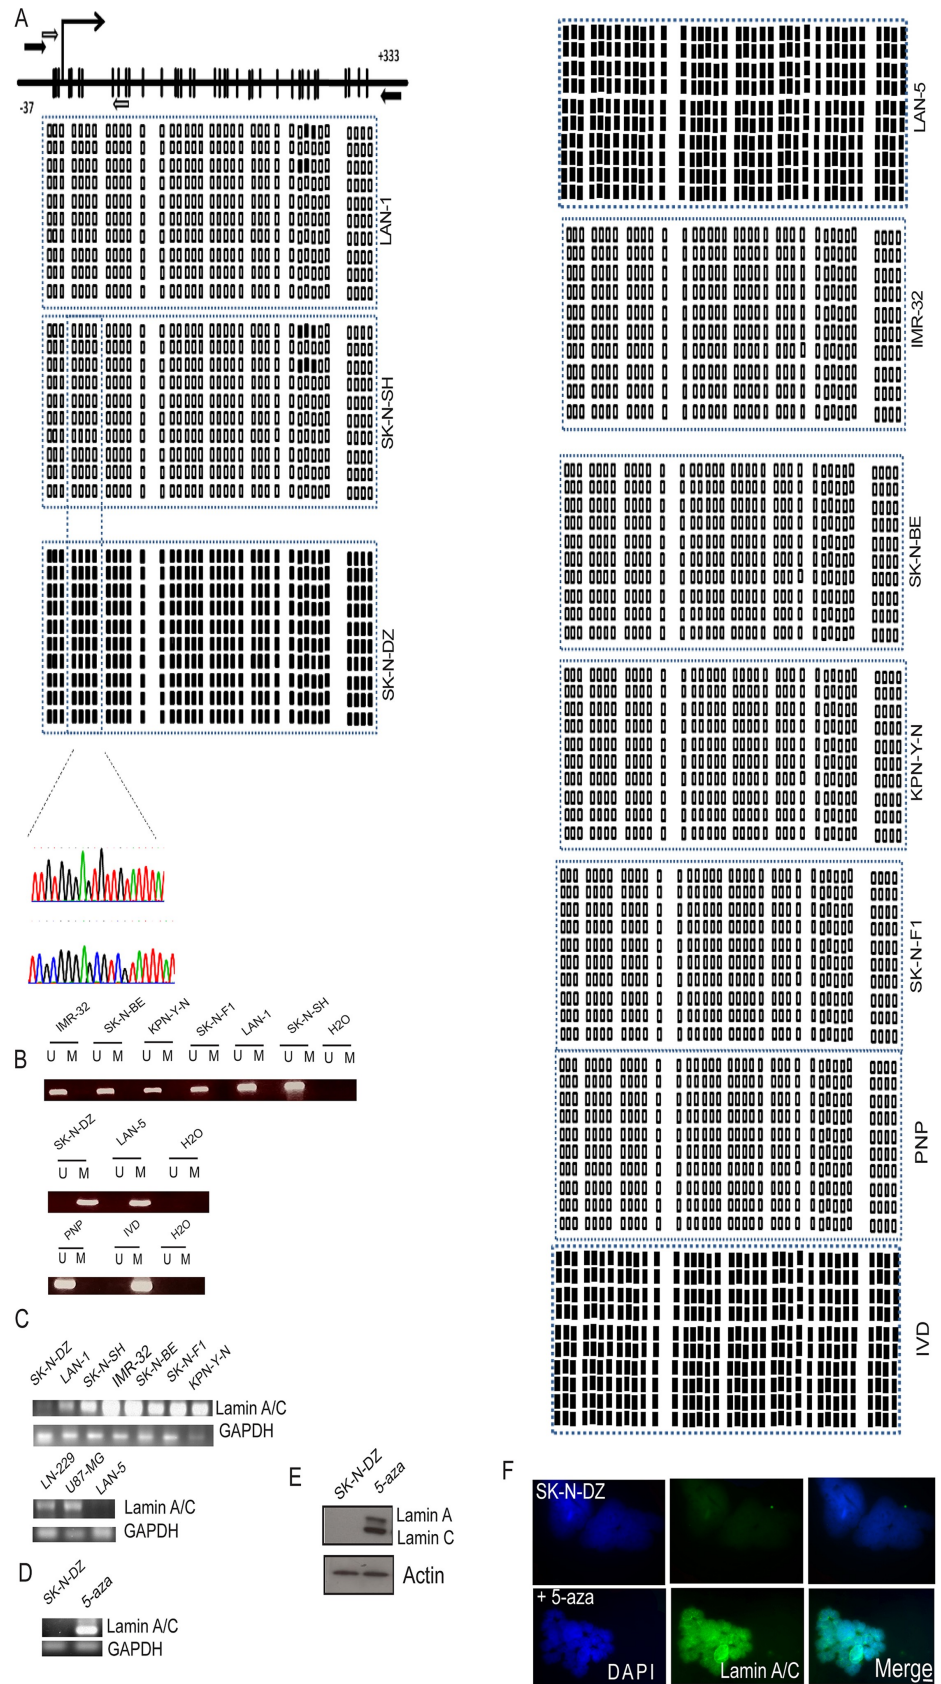 A
+333
-37
LAN-1
SK-N-SH
SK-N-DZ
LAN-5
IMR-32
SK-N-BE
KPN-Y-N
SK-N-F1
PNP
IVD
B
IMR-32 SK-N-BE KPN-Y-N SK-N-F1 LAN-1 SK-N-SH H2O
U M U M U M U M U M U M U M
SK-N-DZ LAN-5 H2O
U M U M U M
PNP IVD H2O
U M U M U M
C
SK-N-DZ LAN-1 SK-N-SH IMR-32 SK-N-BE SK-N-F1 KPN-Y-N
Lamin A/C
GAPDH
LN-229 U87-MG LAN-5
Lamin A/C
GAPDH
D
SK-N-DZ 5-aza
Lamin A/C
GAPDH
E
SK-N-DZ 5-aza
Lamin A
Lamin C
Actin
F
SK-N-DZ
+ 5-aza
DAPI
Lamin A/C
Merge